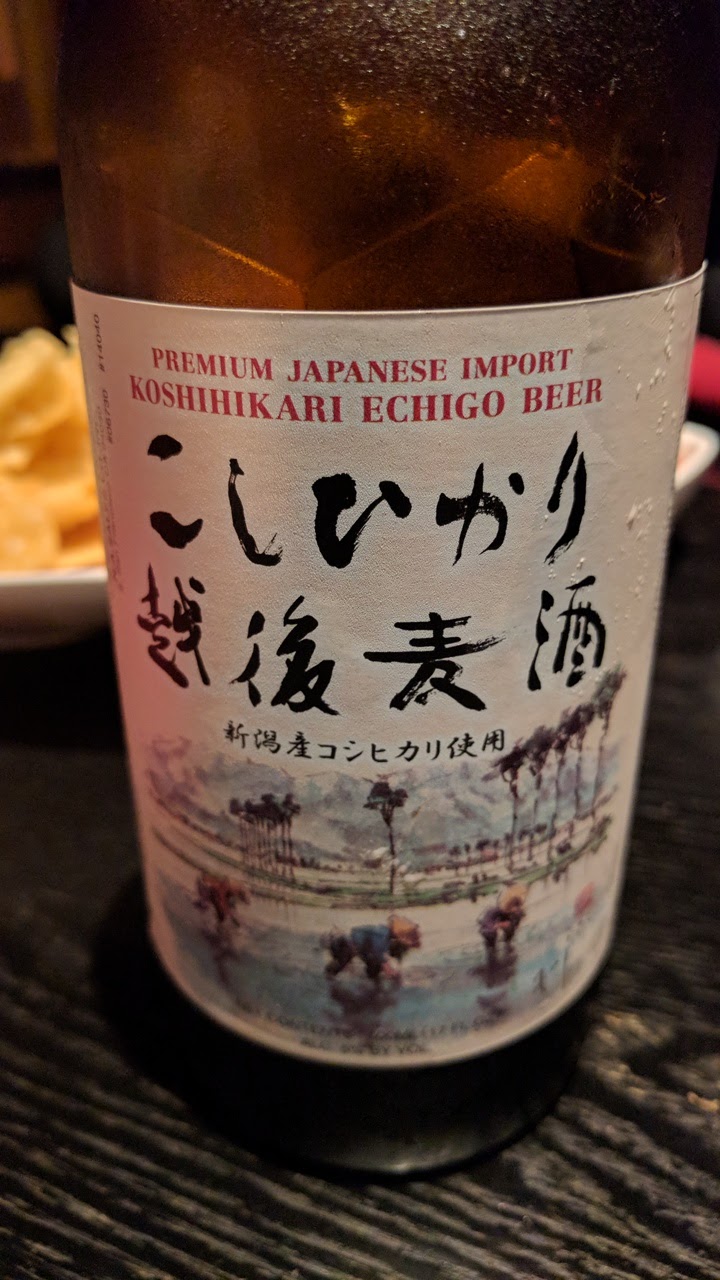 PREMIUM JAPANESE IMPORT
KOSHIHIKARI ECHIGO BEER
こしひかり
越後麦酒
新潟産コシヒカリ使用
#14040